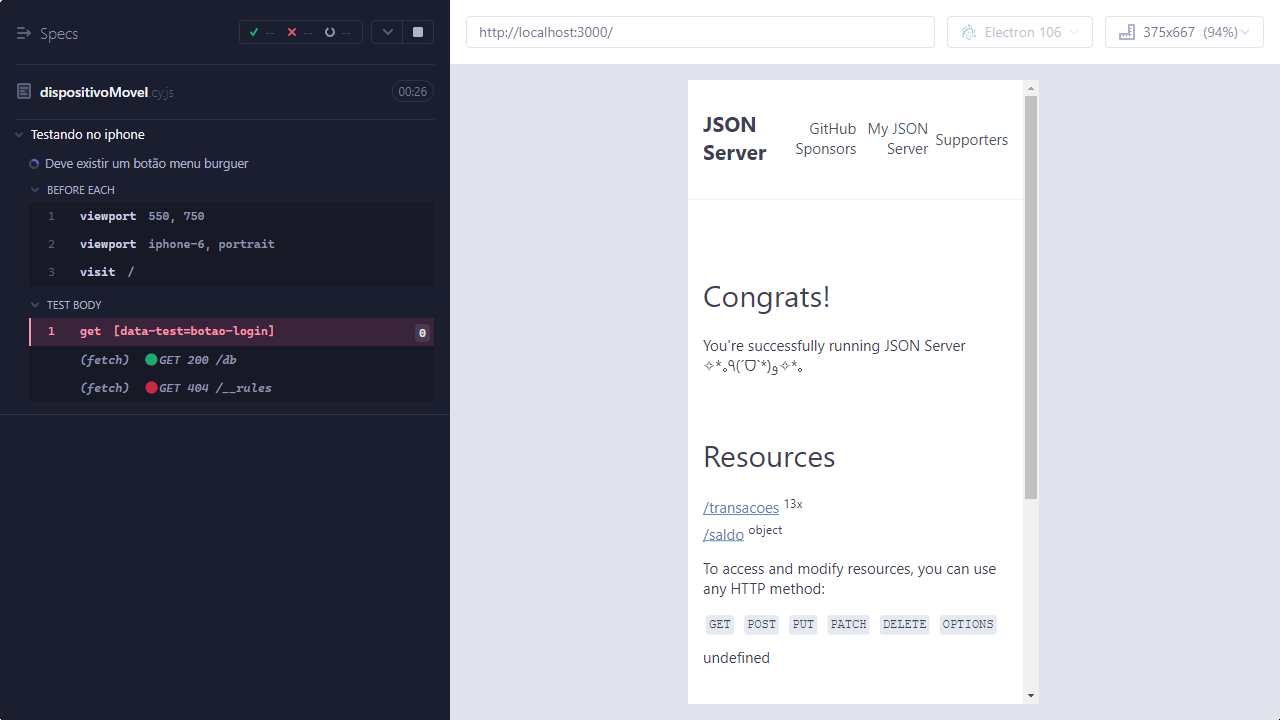 Specs
-- -- --
dispositivoMovel.cy.js
00:26
Testando no iphone
Deve existir um botão menu burguer
BEFORE EACH
1 viewport 550, 750
2 viewport iphone-6, portrait
3 visit /
TEST BODY
1 get [data-test=botao-login] 0
(fetch) GET 200 /db
(fetch) GET 404 /__rules
http://localhost:3000/
Electron 106
375x667 (94%)
JSON
Server
GitHub
Sponsors
My JSON
Server
Supporters
Congrats!
You're successfully running JSON Server
✧*｡٩(ˊᗜˋ*)و✧*｡
Resources
/transacoes 13x
/saldo object
To access and modify resources, you can use
any HTTP method:
GET POST PUT PATCH DELETE OPTIONS
undefined